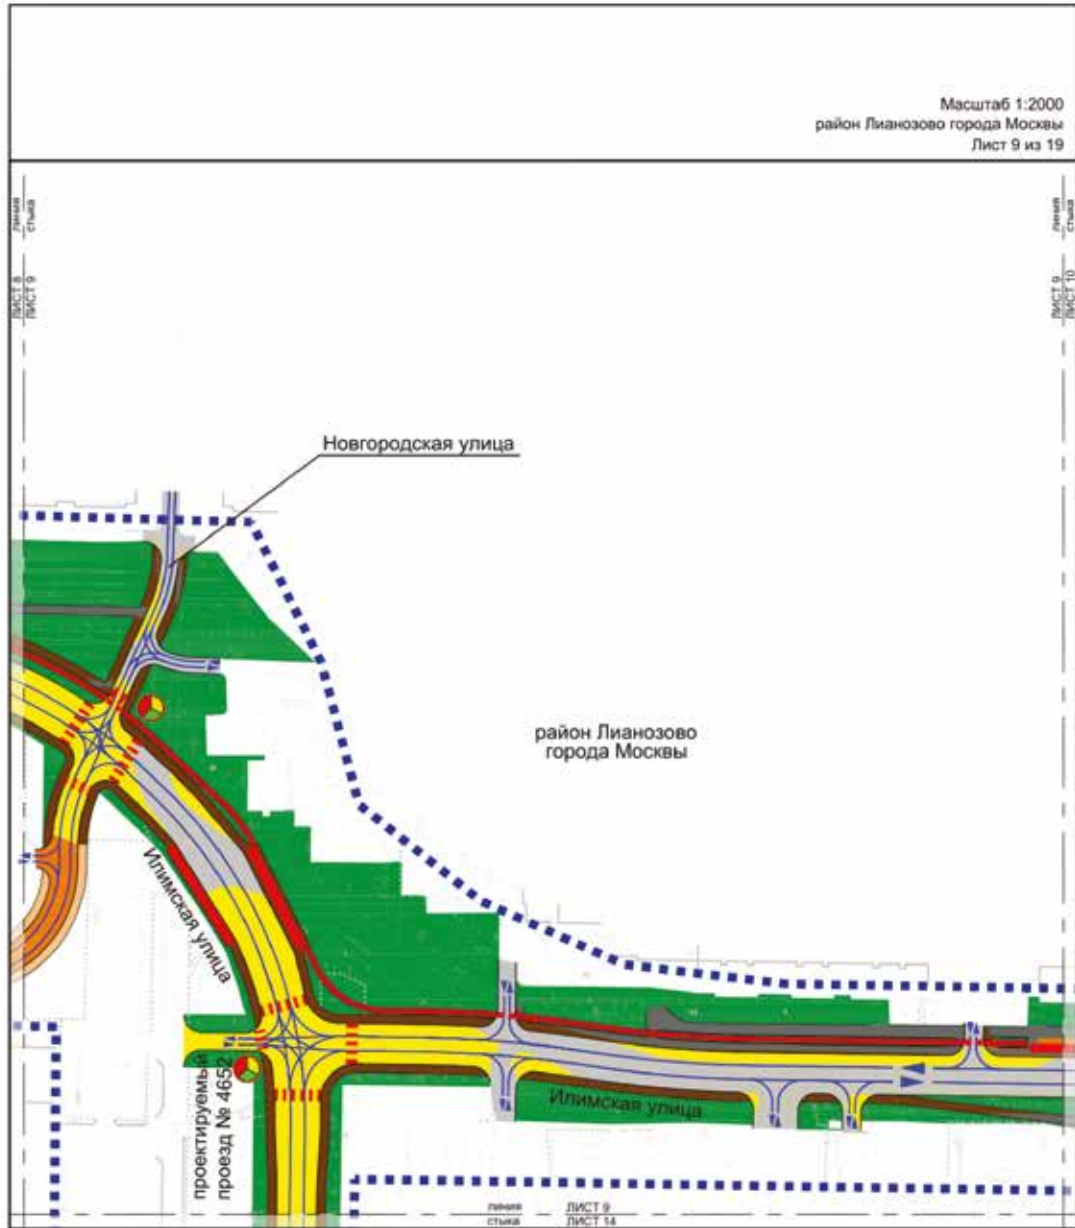 Масштаб 1:2000
район Лианозово города Москвы
Лист 9 из 19
линия
стыка
ЛИСТ 8
ЛИСТ 9
линия
стыка
ЛИСТ 9
ЛИСТ 10
Новгородская улица
район Лианозово
города Москвы
Илимская улица
проектируемый
проезд № 4652
Илимская улица
линия
стыка
ЛИСТ 9
ЛИСТ 14